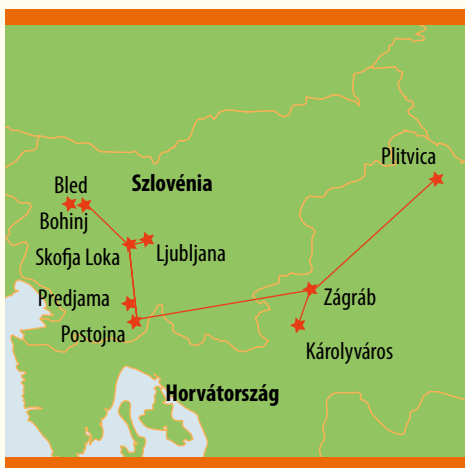 Plitvica
Bled
Szlovénia
Bohinj
Skofja Loka
Ljubljana
Predjama
Zágráb
Postojna
Károlyváros
Horvátország